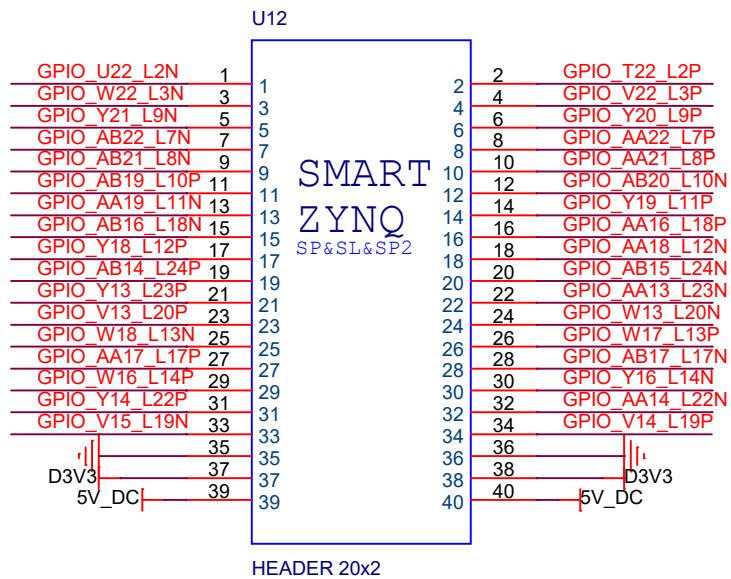 U12
GPIO_U22_L2N 1 1 2 2 GPIO_T22_L2P
GPIO_W22_L3N 3 3 4 4 GPIO_V22_L3P
GPIO_Y21_L9N 5 5 6 6 GPIO_Y20_L9P
GPIO_AB22_L7N 7 7 8 8 GPIO_AA22_L7P
GPIO_AB21_L8N 9 9 10 10 GPIO_AA21_L8P
GPIO_AB19_L10P 11 11 12 12 GPIO_AB20_L10N
GPIO_AA19_L11N 13 13 14 14 GPIO_Y19_L11P
GPIO_AB16_L18N 15 15 16 16 GPIO_AA16_L18P
GPIO_Y18_L12P 17 17 18 18 GPIO_AA18_L12N
GPIO_AB14_L24P 19 19 20 20 GPIO_AB15_L24N
GPIO_Y13_L23P 21 21 22 22 GPIO_AA13_L23N
GPIO_V13_L20P 23 23 24 24 GPIO_W13_L20N
GPIO_W18_L13N 25 25 26 26 GPIO_W17_L13P
GPIO_AA17_L17P 27 27 28 28 GPIO_AB17_L17N
GPIO_W16_L14P 29 29 30 30 GPIO_Y16_L14N
GPIO_Y14_L22P 31 31 32 32 GPIO_AA14_L22N
GPIO_V15_L19N 33 33 34 34 GPIO_V14_L19P
35 35 36 36
D3V3 37 37 38 38 D3V3
5V_DC 39 39 40 40 5V_DC
SMART
ZYNQ
SP&SL&SP2
HEADER 20x2